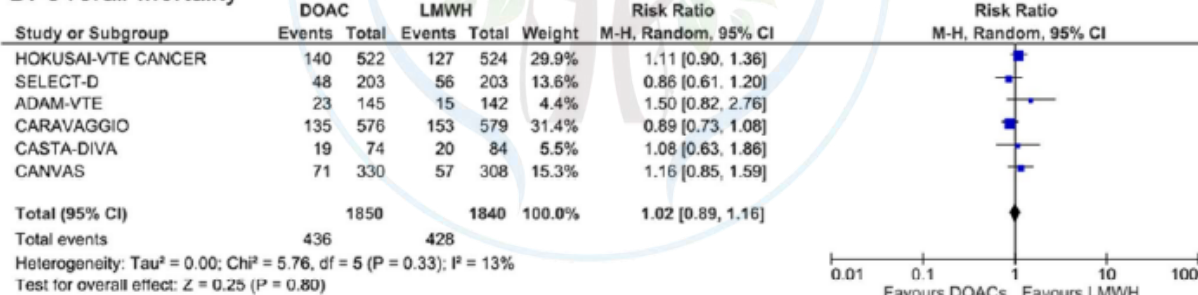 Overall Mortality
DOAC LMWH Risk Ratio Risk Ratio
Study or Subgroup Events Total Events Total Weight M-H, Random, 95% CI M-H, Random, 95% CI
HOKUSAI-VTE CANCER 140 522 127 524 29.9% 1.11 [0.90, 1.36]
SELECT-D 48 203 56 203 13.6% 0.86 [0.61, 1.20]
ADAM-VTE 23 145 15 142 4.4% 1.50 [0.82, 2.76]
CARAVAGGIO 135 576 153 579 31.4% 0.89 [0.73, 1.08]
CASTA-DIVA 19 74 20 84 5.5% 1.08 [0.63, 1.86]
CANVAS 71 330 57 308 15.3% 1.16 [0.85, 1.59]
Total (95% CI) 1850 1840 100.0% 1.02 [0.89, 1.16]
Total events 436 428
Heterogeneity: Tau² = 0.00; Chi² = 5.76, df = 5 (P = 0.33); I² = 13%
Test for overall effect: Z = 0.25 (P = 0.80)
0.01 0.1 1 10 100
Favours DOACs Favours LMWH